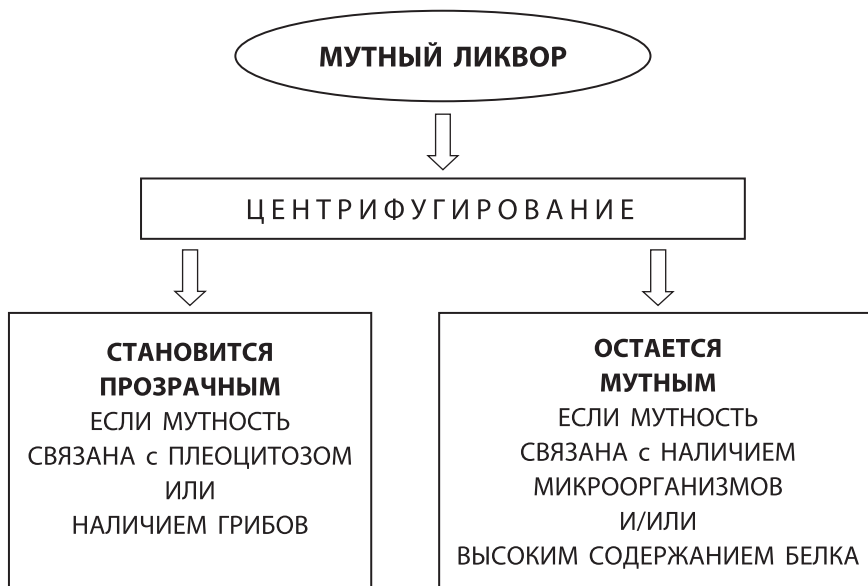 МУТНЫЙ ЛИКВОР
ЦЕНТРИФУГИРОВАНИЕ
СТАНОВИТСЯ
ПРОЗРАЧНЫМ
ЕСЛИ МУТНОСТЬ
СВЯЗАНА с ПЛЕОЦИТОЗОМ
ИЛИ
НАЛИЧИЕМ ГРИБОВ
ОСТАЕТСЯ
МУТНЫМ
ЕСЛИ МУТНОСТЬ
СВЯЗАНА с НАЛИЧИЕМ
МИКРООРГАНИЗМОВ
И/ИЛИ
ВЫСОКИМ СОДЕРЖАНИЕМ БЕЛКА